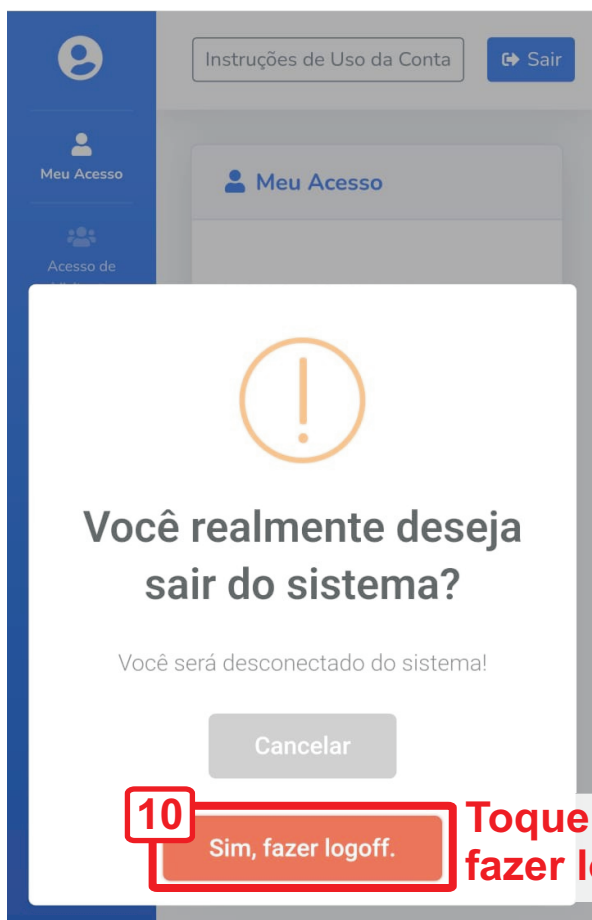 Instruções de Uso da Conta
Sair
Meu Acesso
Meu Acesso
Acesso de
Você realmente deseja
sair do sistema?
Você será desconectado do sistema!
Cancelar
10
Toque
Sim, fazer logoff.
fazer